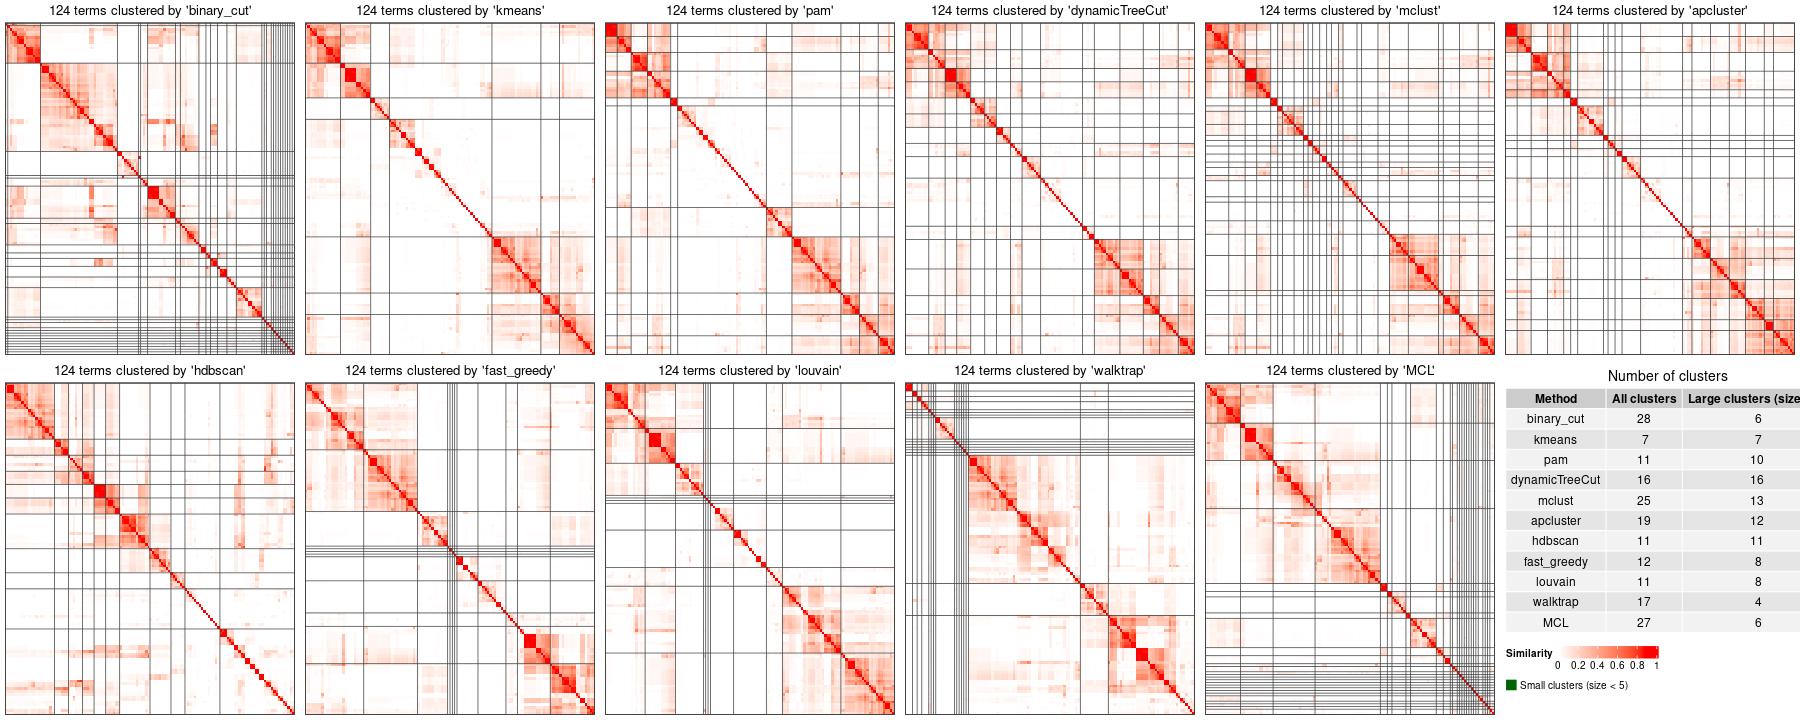 124 terms clustered by 'binary_cut'
124 terms clustered by 'kmeans'
124 terms clustered by 'pam'
124 terms clustered by 'dynamicTreeCut'
124 terms clustered by 'mclust'
124 terms clustered by 'apcluster'
124 terms clustered by 'hdbscan'
124 terms clustered by 'fast_greedy'
124 terms clustered by 'louvain'
124 terms clustered by 'walktrap'
124 terms clustered by 'MCL'
Number of clusters
Method All clusters Large clusters (size
binary_cut 28 6
kmeans 7 7
pam 11 10
dynamicTreeCut 16 16
mclust 25 13
apcluster 19 12
hdbscan 11 11
fast_greedy 12 8
louvain 11 8
walktrap 17 4
MCL 27 6
Similarity
0 0.2 0.4 0.6 0.8 1
Small clusters (size < 5)